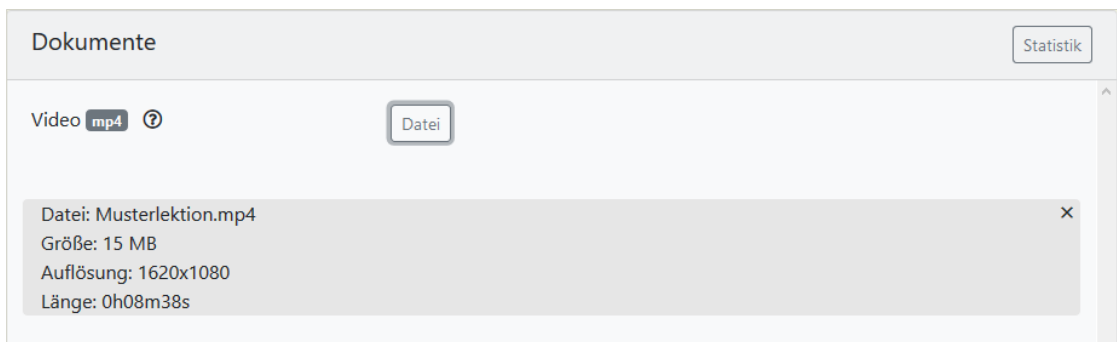 Dokumente
Statistik
Video mp4 ?
Datei
Datei: Musterlektion.mp4
×
Größe: 15 MB
Auflösung: 1620x1080
Länge: 0h08m38s